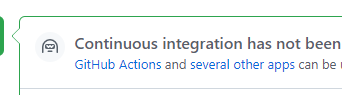 Continuous integration has not been
GitHub Actions and several other apps can be